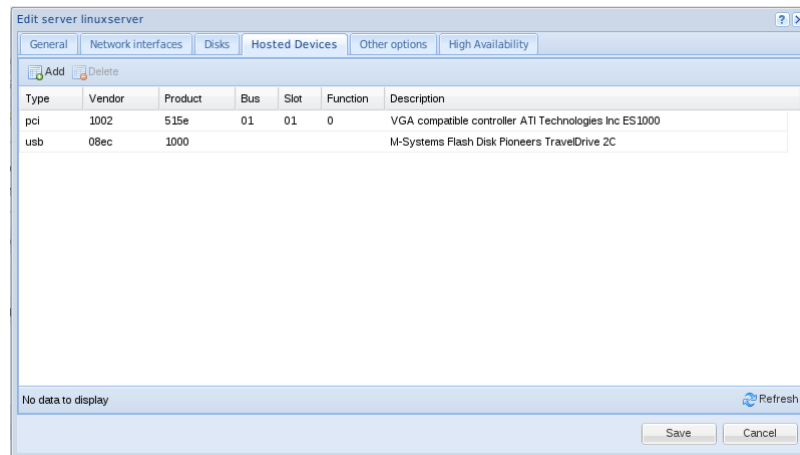 Edit server linuxserver ?
General Network interfaces Disks Hosted Devices Other options High Availability
Add Delete
Type Vendor Product Bus Slot Function Description
pci 1002 515e 01 01 0 VGA compatible controller ATI Technologies Inc ES1000
usb 08ec 1000 M-Systems Flash Disk Pioneers TravelDrive 2C
No data to display Refresh
Save Cancel